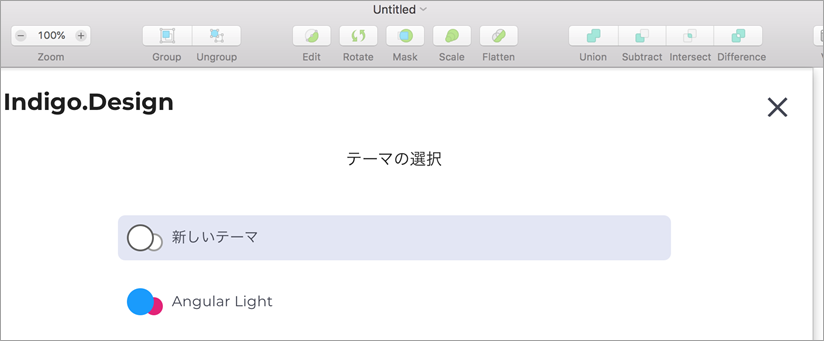 Untitled
100%
Zoom Group Ungroup Edit Rotate Mask Scale Flatten Union Subtract Intersect Difference
Indigo.Design
テーマの選択
新しいテーマ
Angular Light